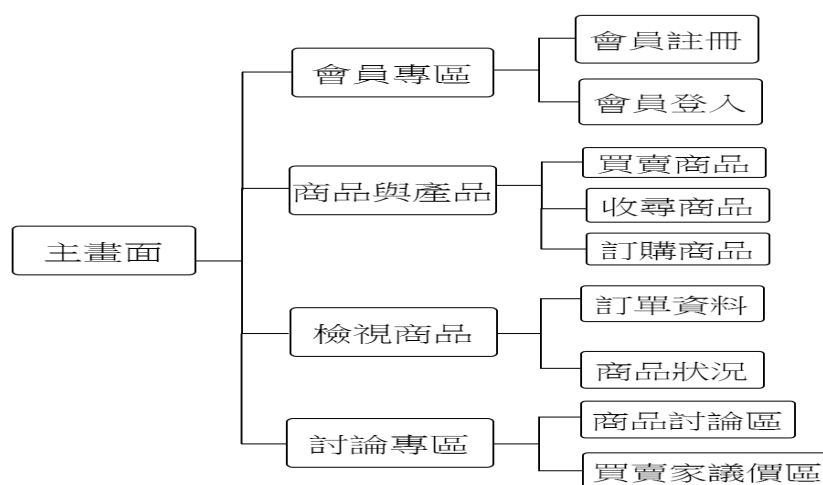 會員註冊
會員專區
會員登入
買賣商品
商品與產品
收尋商品
訂購商品
主畫面
訂單資料
檢視商品
商品狀況
商品討論區
討論專區
買賣家議價區